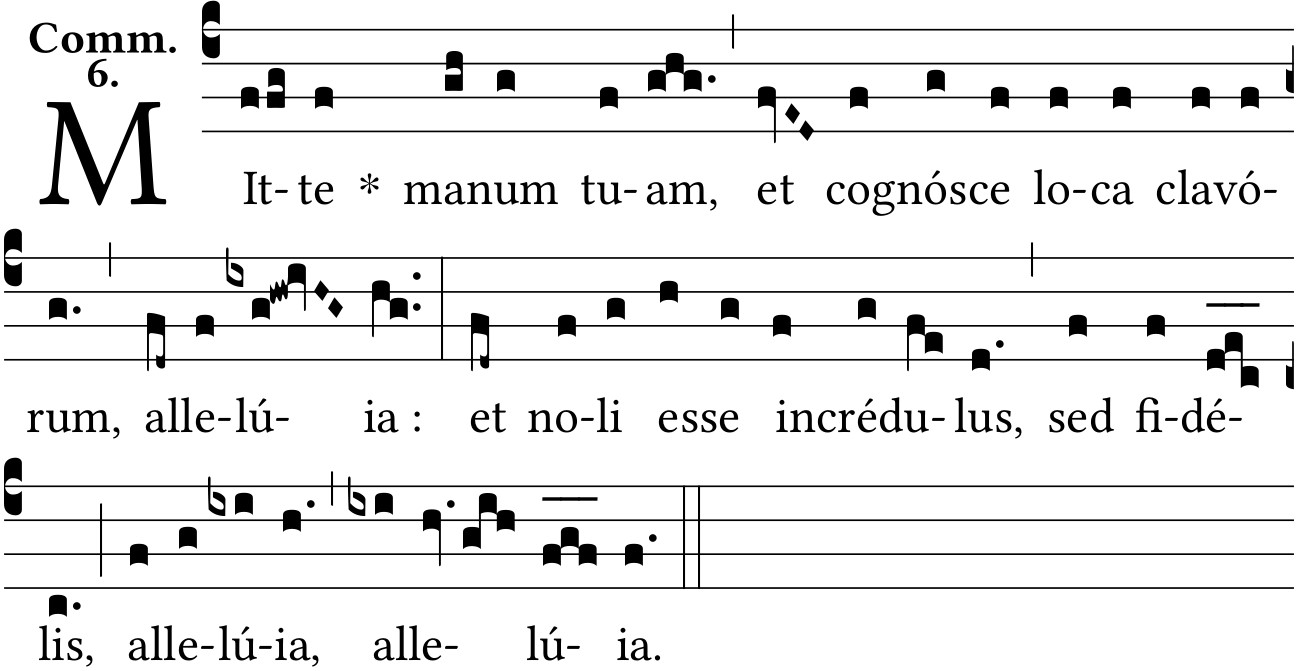 Comm.
6.
MIt-te * manum tu-am, et cognósce lo-ca clavó-
rum, alle-lú- ia : et no-li esse incrédu-lus, sed fi-dé-
lis, alle-lú-ia, alle- lú- ia.